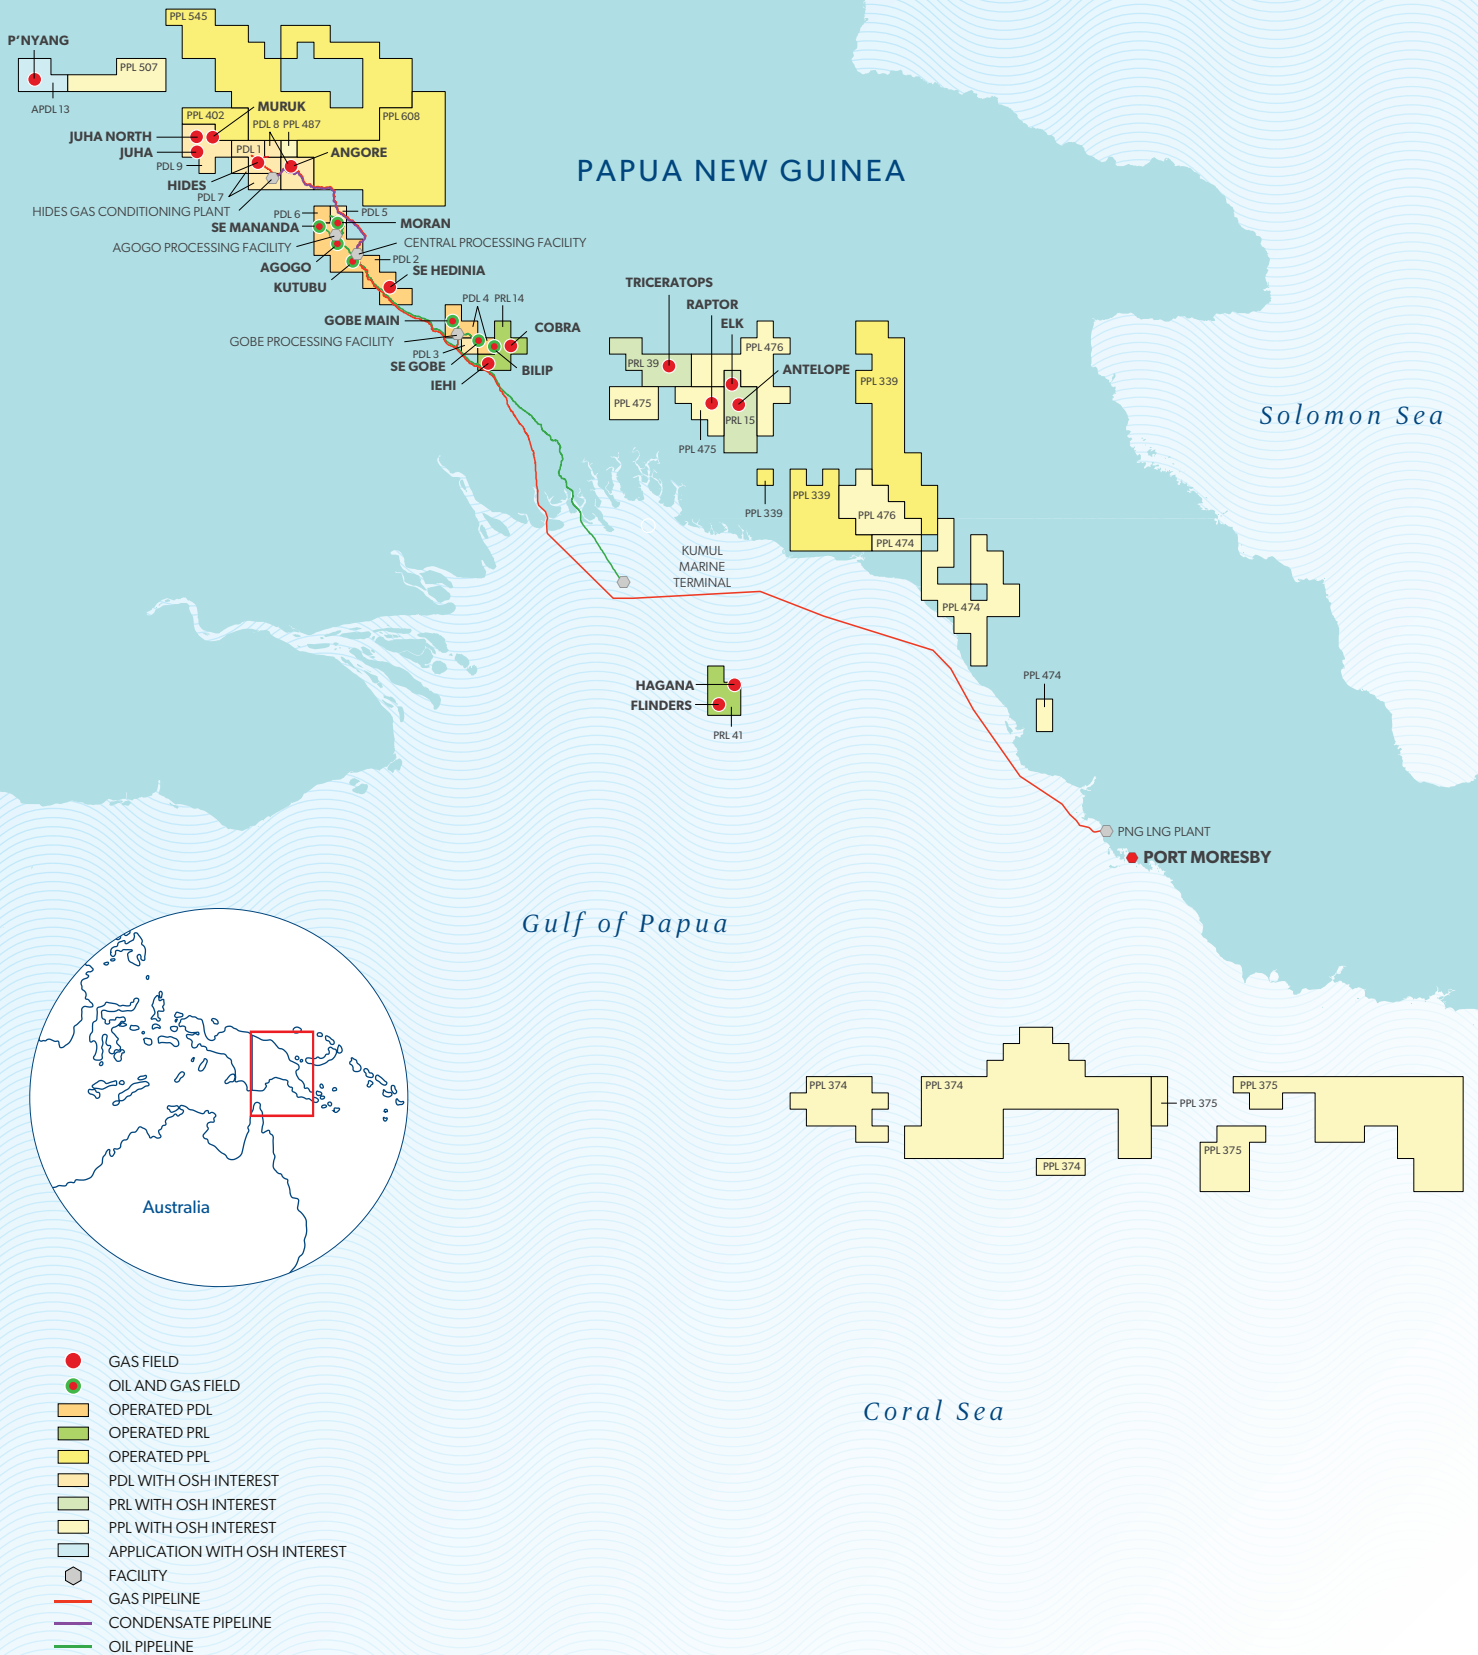 PPL 545
P'NYANG
PPL 507
APDL 13
MURUK
PPL 402
PDL 8
PPL 487
PPL 608
JUHA NORTH
JUHA
PDL 1
ANGORE
PDL 9
HIDES
PDL 7
HIDES GAS CONDITIONING PLANT
PAPUA NEW GUINEA
PDL 6
PDL 5
SE MANANDA
MORAN
AGOGO PROCESSING FACILITY
CENTRAL PROCESSING FACILITY
PDL 2
AGOGO
SE HEDINIA
KUTUBU
PDL 4
PRL 14
GOBE MAIN
COBRA
GOBE PROCESSING FACILITY
PDL 3
SE GOBE
BILIP
IEHI
TRICERATOPS
RAPTOR
ELK
PPL 476
PRL 39
ANTELOPE
PPL 339
PPL 475
PRL 15
PPL 475
Solomon Sea
PPL 339
PPL 339
PPL 476
PPL 474
KUMUL
MARINE
TERMINAL
PPL 474
PPL 474
HAGANA
FLINDERS
PRL 41
PNG LNG PLANT
PORT MORESBY
Gulf of Papua
PPL 374
PPL 374
PPL 375
PPL 375
PPL 375
PPL 374
Australia
Coral Sea
GAS FIELD
OIL AND GAS FIELD
OPERATED PDL
OPERATED PRL
OPERATED PPL
PDL WITH OSH INTEREST
PRL WITH OSH INTEREST
PPL WITH OSH INTEREST
APPLICATION WITH OSH INTEREST
FACILITY
GAS PIPELINE
CONDENSATE PIPELINE
OIL PIPELINE